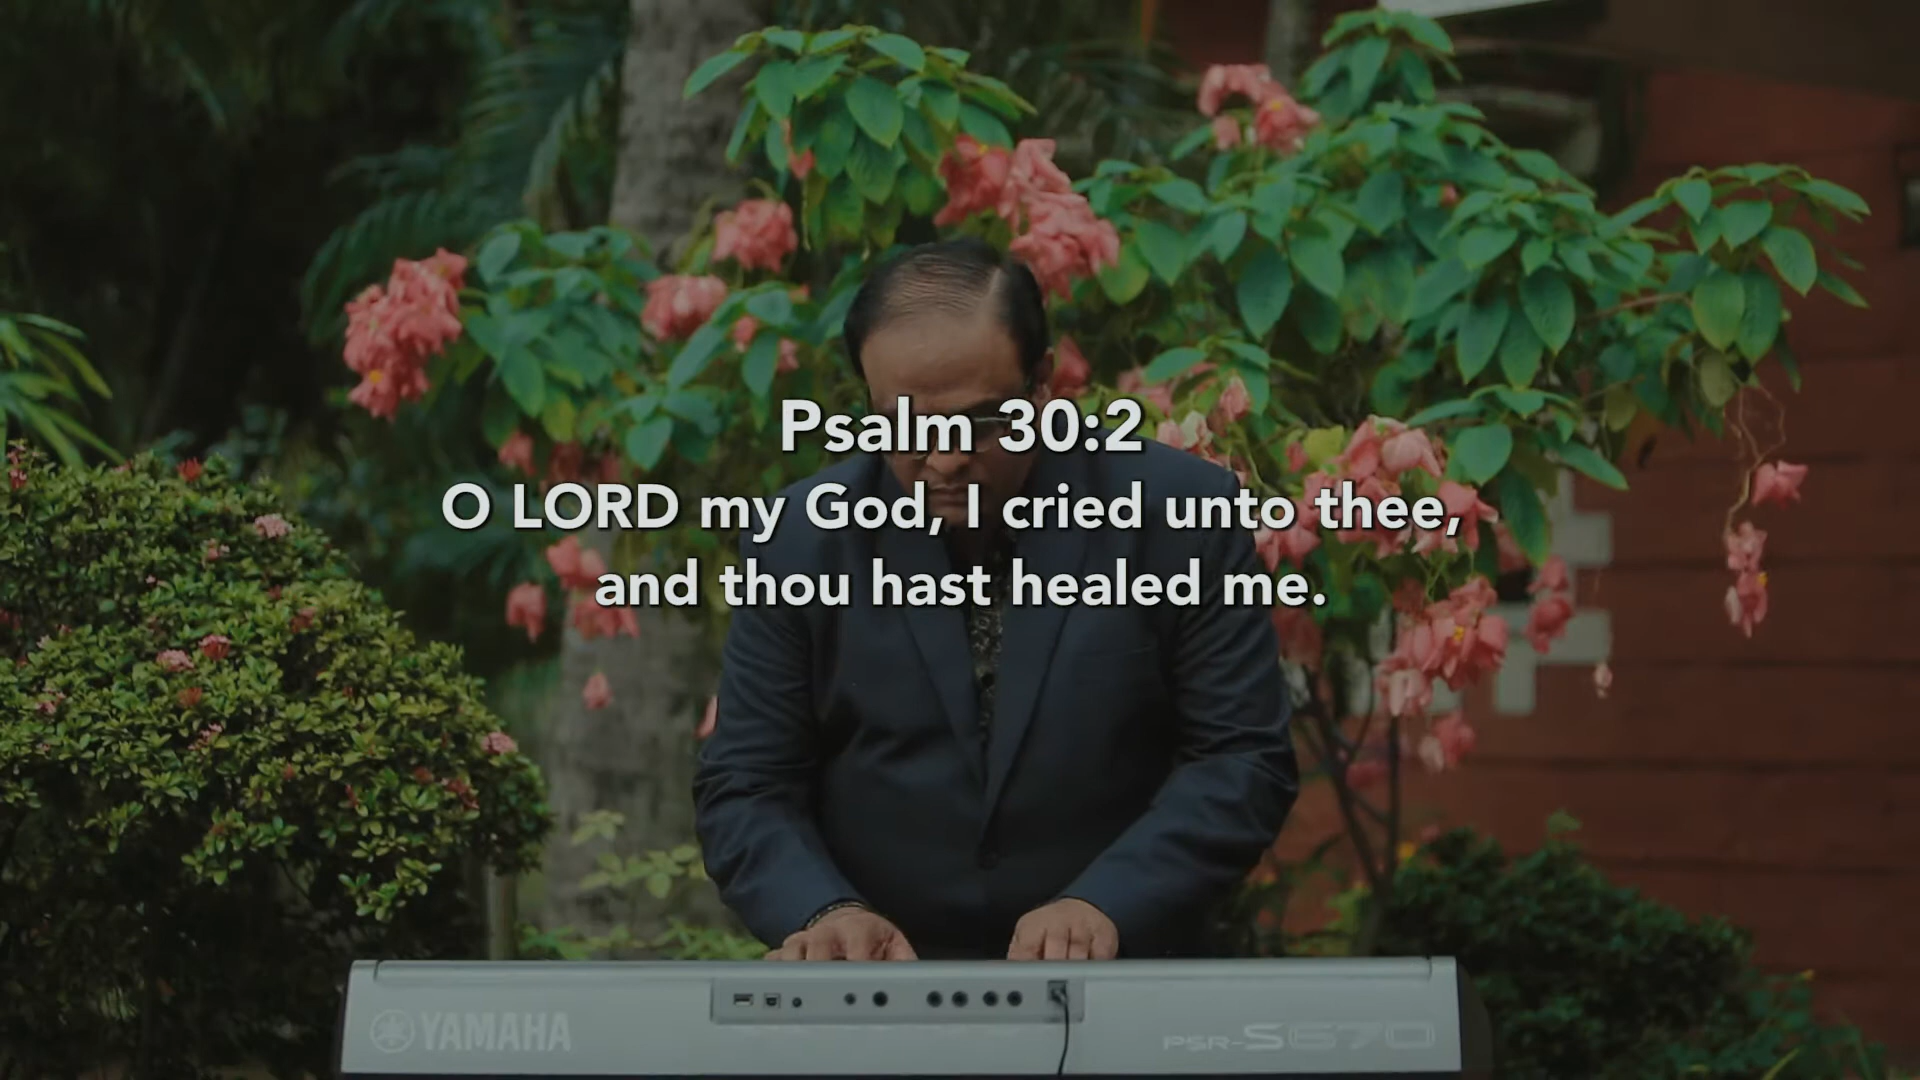 Psalm 30:2
O LORD my God, I cried unto thee,
and thou hast healed me.
YAMAHA
PSR-S670